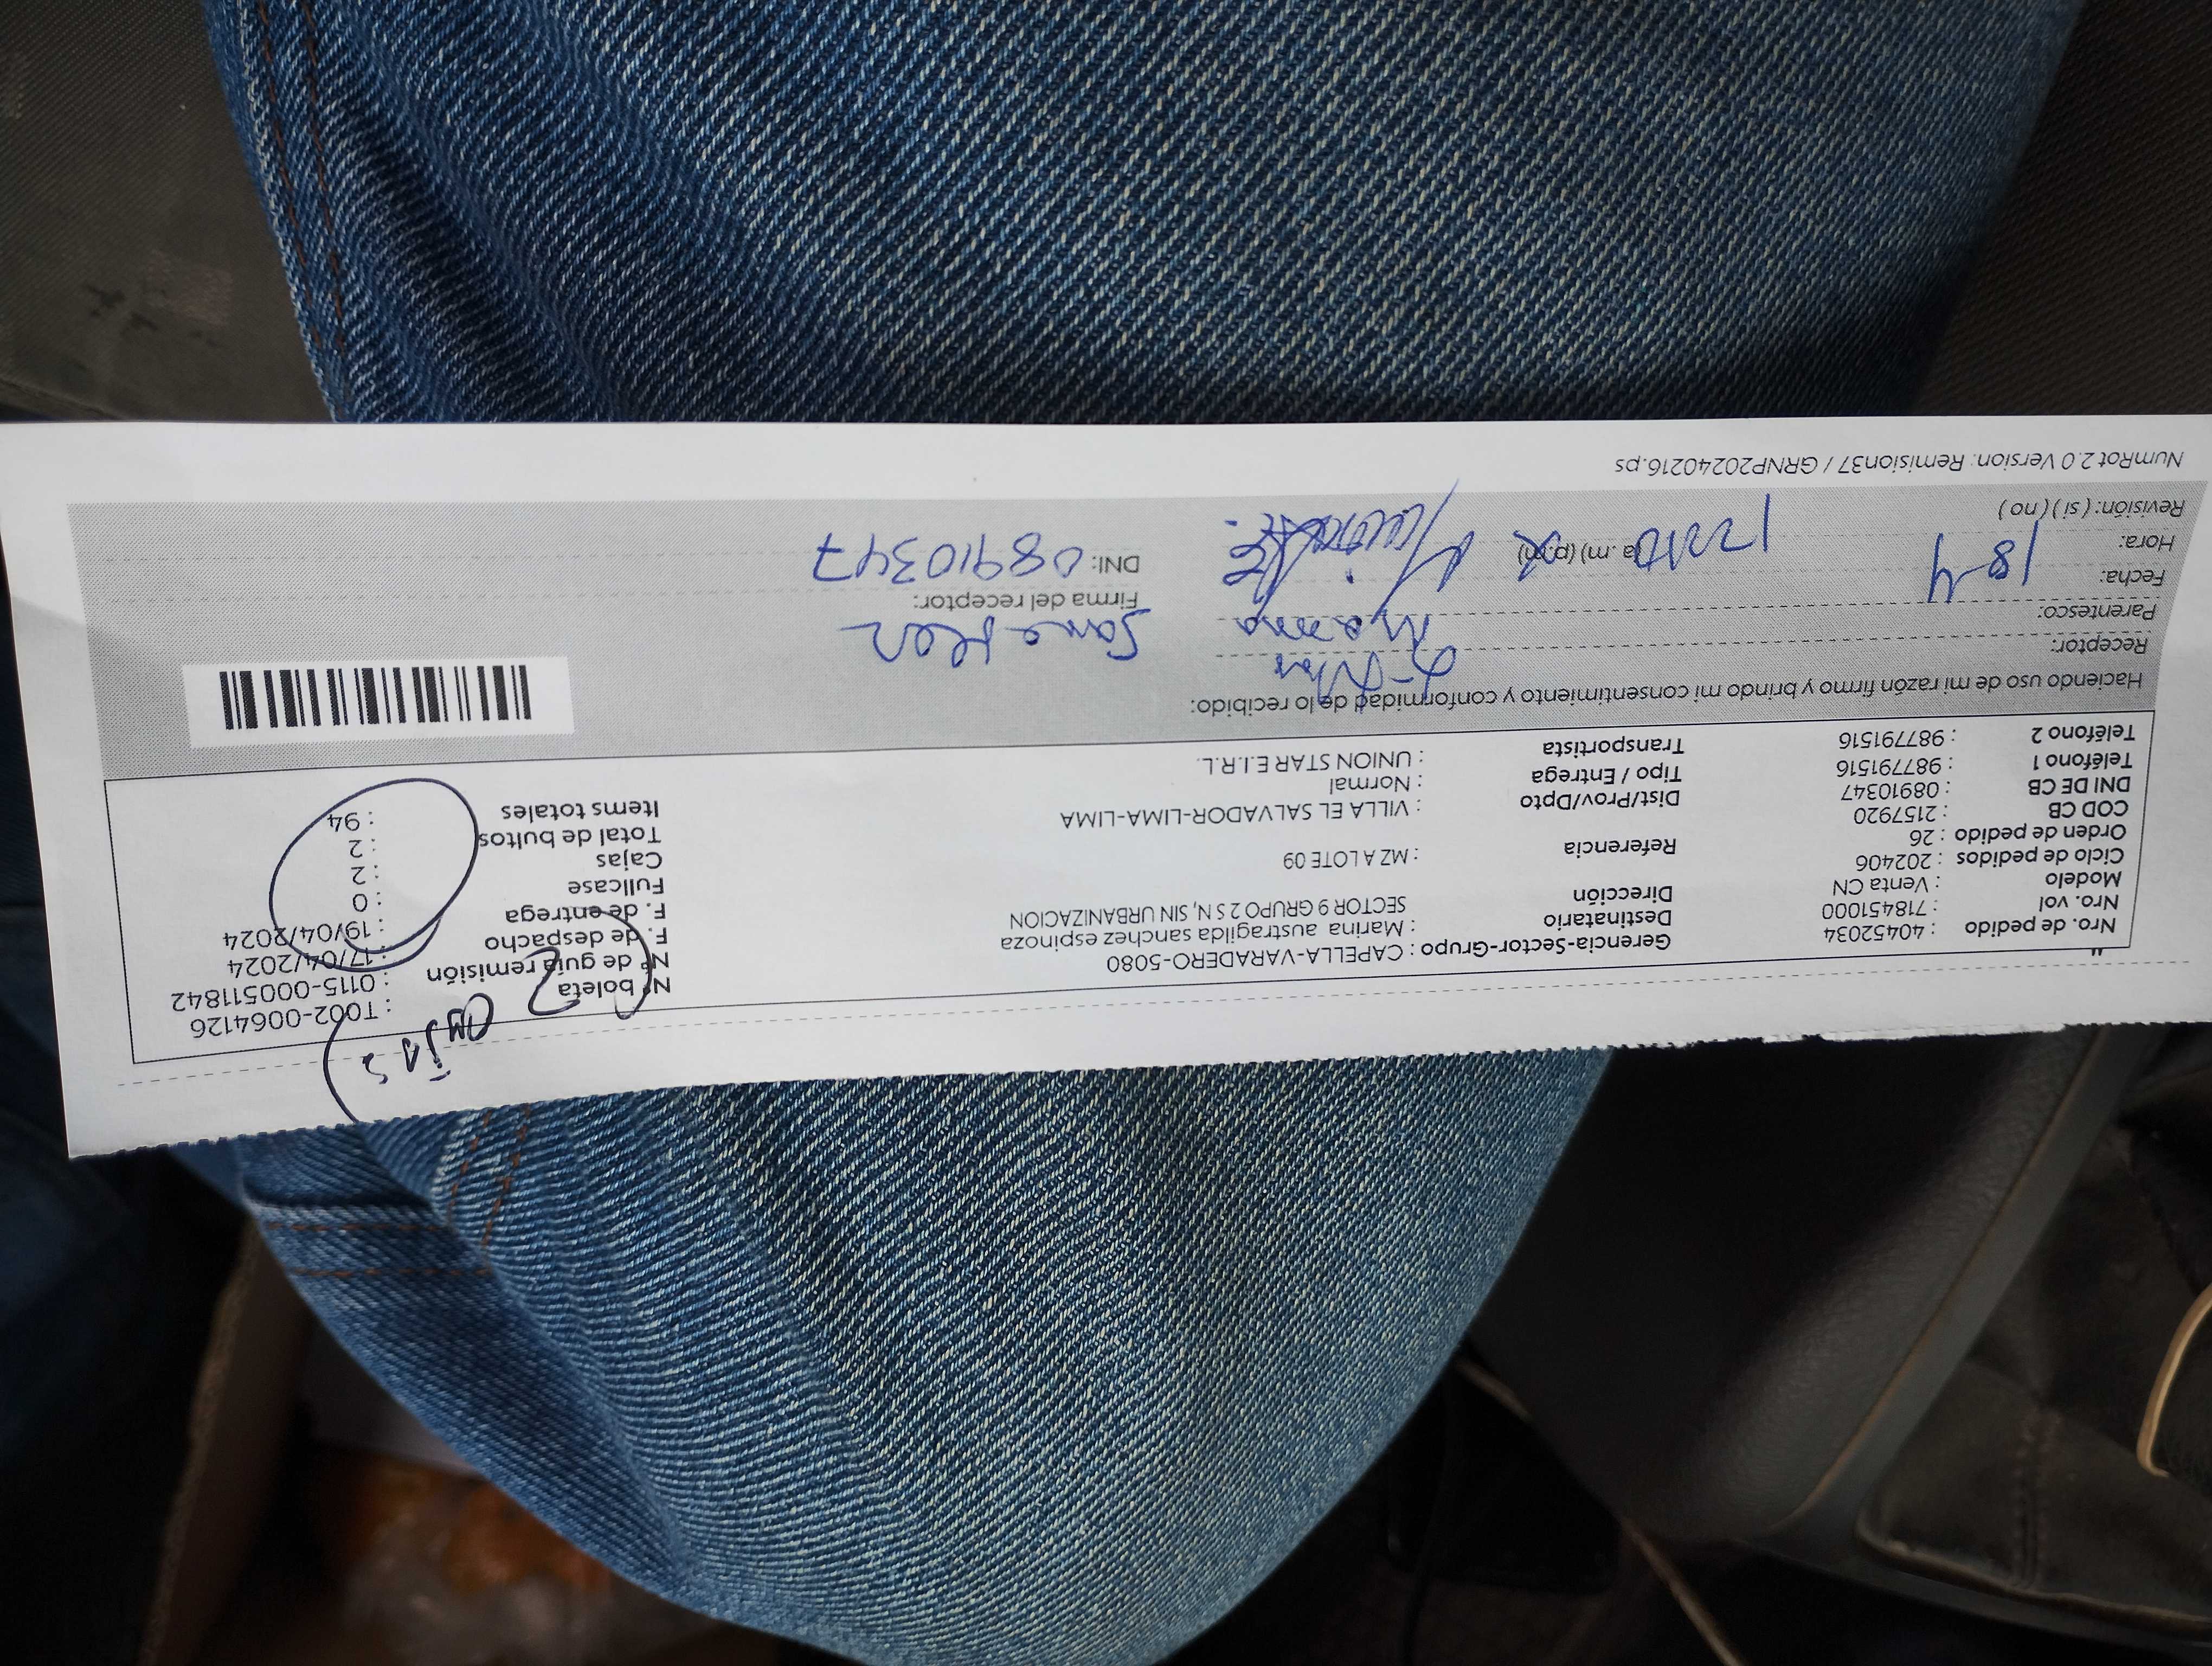 2 cajas
Nro. de pedido : 40452034
Nro. vol : 718451000
Modelo : Venta CN
Ciclo de pedidos : 202406
Orden de pedido : 26
COD CB : 2157920
DNI DE CB : 08910347
Teléfono 1 : 987791516
Teléfono 2 : 987791516
Gerencia-Sector-Grupo : CAPELLA-VARADERO-5080
Destinatario : Marina austragilda sanchez espinoza
Dirección SECTOR 9 GRUPO 2 S N, SIN URBANIZACION
Referencia : MZ A LOTE 09
Dist/Prov/Dpto : VILLA EL SALVADOR-LIMA-LIMA
Tipo / Entrega : Normal
Transportista : UNION STAR E.I.R.L.
Nº boleta : T002-0064126
Nº de guía remisión : 0115-000511842
F. de despacho : 17/04/2024
F. de entrega : 19/04/2024
Fullcase : 0
Cajas : 2
Total de bultos : 2
Items totales : 94
Haciendo uso de mi razón firmo y brindo mi consentimiento y conformidad de lo recibido:
Receptor:
Parentesco:
Fecha: 18-4
Hora: (a.m) (p.m)
Revisión: ( si ) ( no )
Firma del receptor:
DNI: 08910347
NumRot 2.0 Version: Remision37 / GRNP20240216.ps